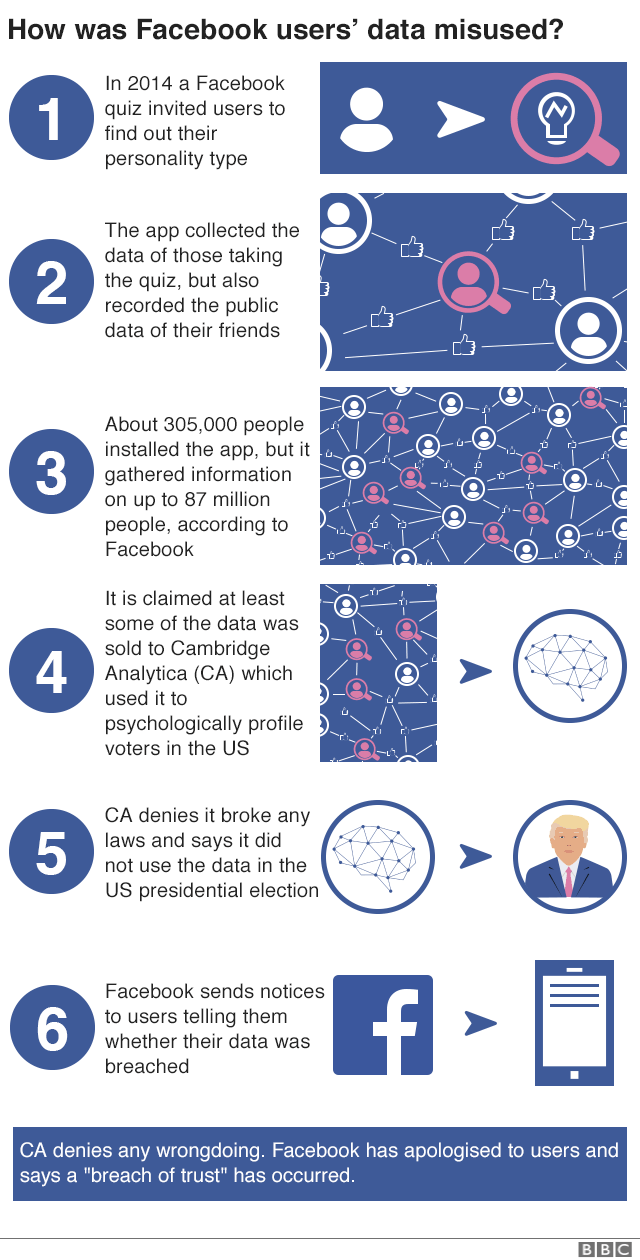 How was Facebook users' data misused?
1
In 2014 a Facebook
quiz invited users to
find out their
personality type
2
The app collected the
data of those taking
the quiz, but also
recorded the public
data of their friends
3
About 305,000 people
installed the app, but it
gathered information
on up to 87 million
people, according to
Facebook
4
It is claimed at least
some of the data was
sold to Cambridge
Analytica (CA) which
used it to
psychologically profile
voters in the US
5
CA denies it broke any
laws and says it did
not use the data in the
US presidential election
6
Facebook sends notices
to users telling them
whether their data was
breached
f
CA denies any wrongdoing. Facebook has apologised to users and
says a "breach of trust" has occurred.
BBC